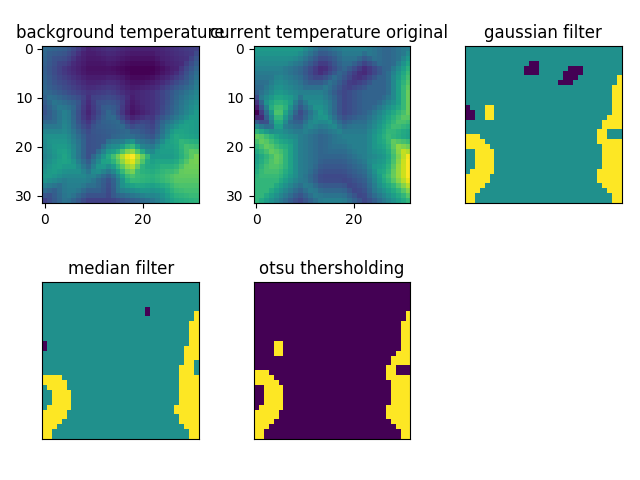 background temperature
current temperature original
gaussian filter
0
10
20
30
0
20
0
10
20
30
0
20
median filter
otsu thersholding